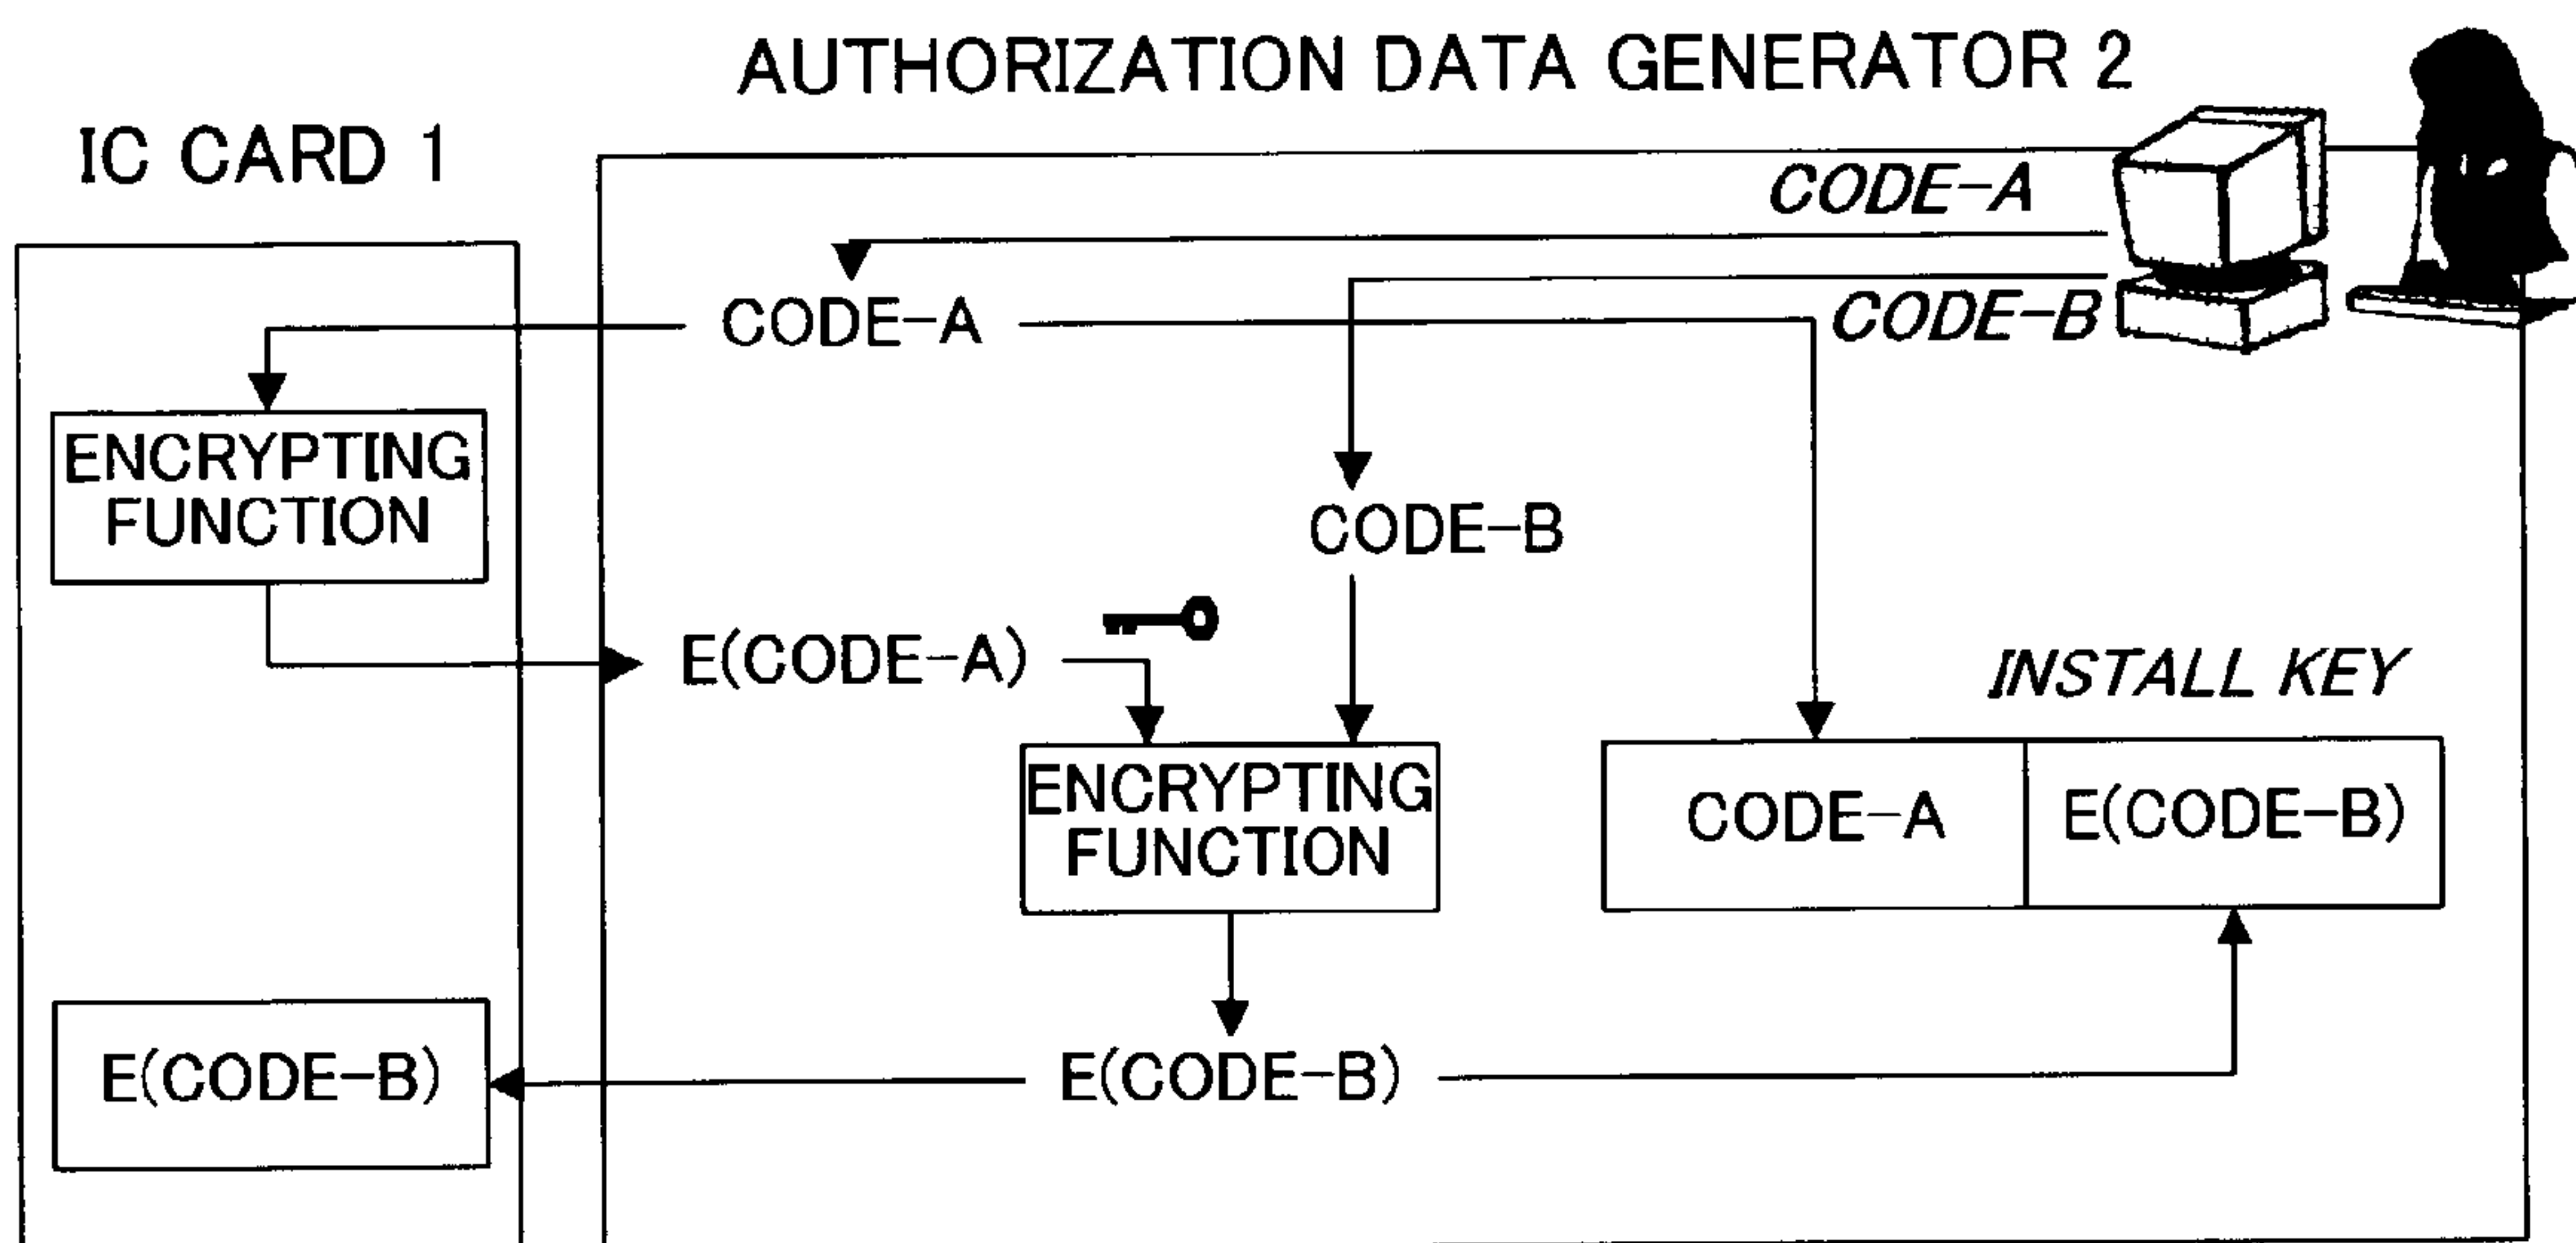 AUTHORIZATION DATA GENERATOR 2
IC CARD 1
CODE-A
CODE-B
CODE-A
ENCRYPTING
FUNCTION
CODE-B
E(CODE-A)
INSTALL KEY
ENCRYPTING
FUNCTION
CODE-A
E(CODE-B)
E(CODE-B)
E(CODE-B)